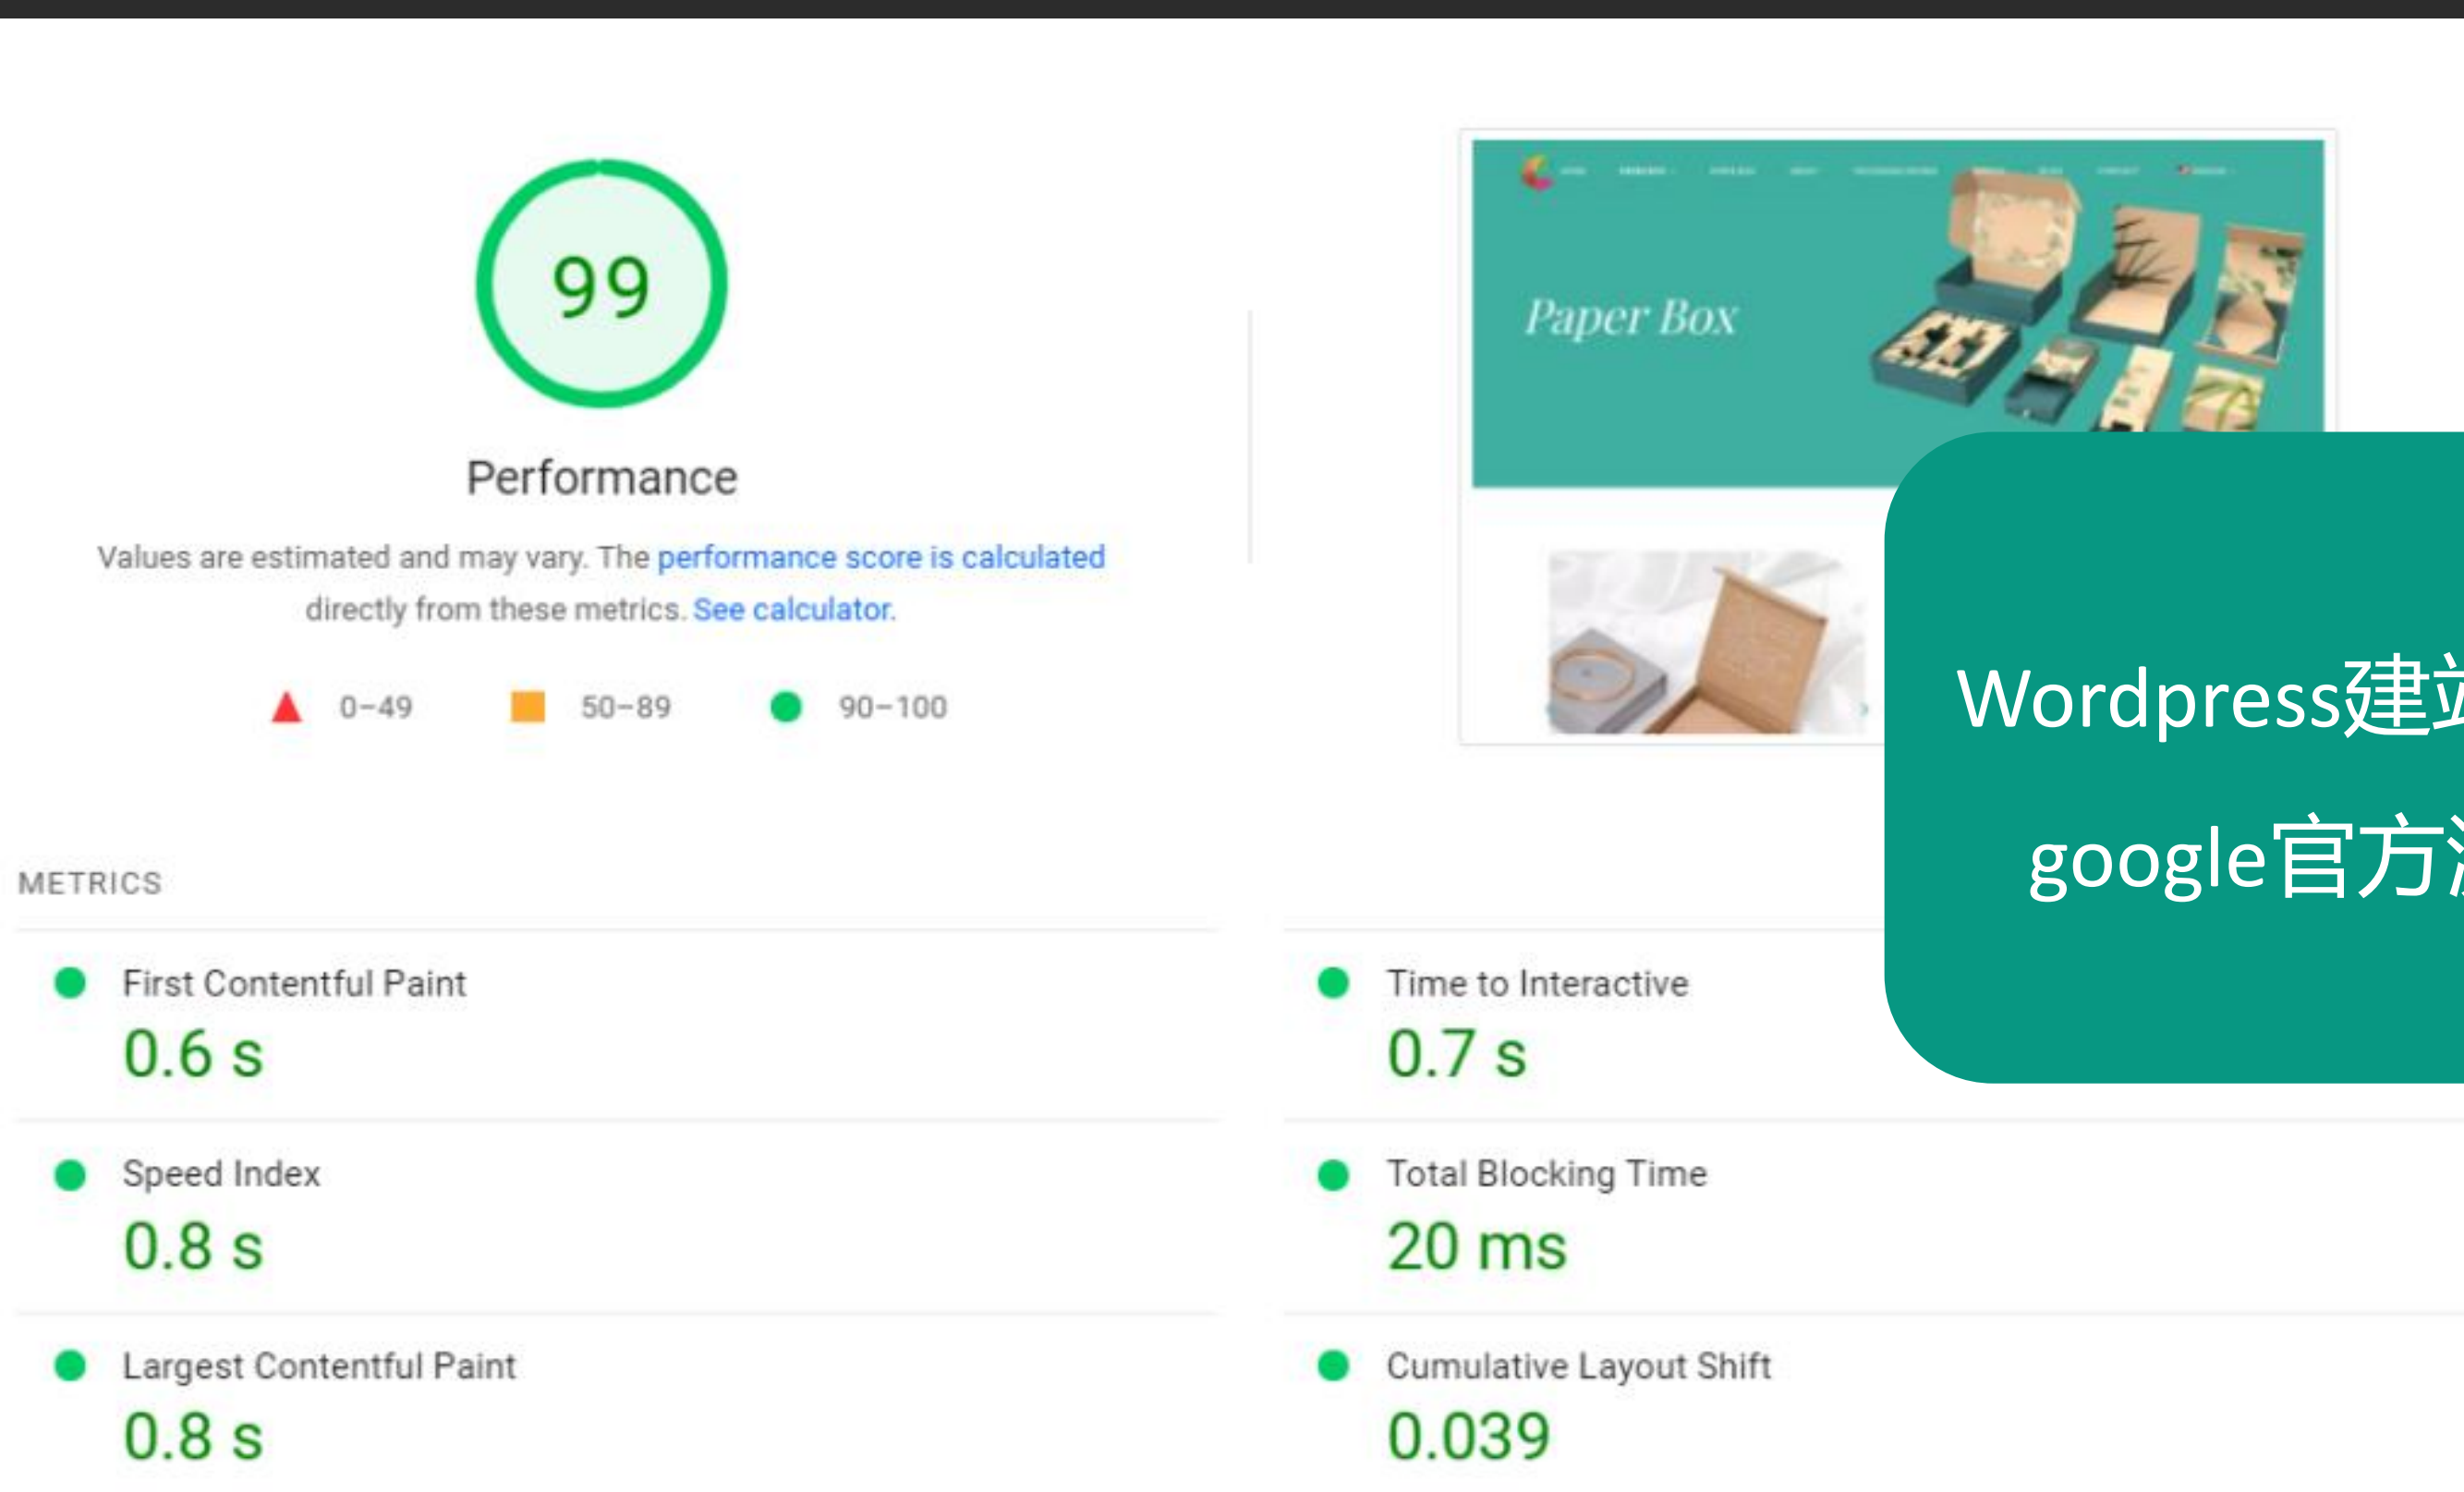 99
Performance
Values are estimated and may vary. The performance score is calculated
directly from these metrics. See calculator.
0–49
50–89
90–100
Paper Box
Wordpress建
google官方
METRICS
First Contentful Paint
0.6 s
Time to Interactive
0.7 s
Speed Index
0.8 s
Total Blocking Time
20 ms
Largest Contentful Paint
0.8 s
Cumulative Layout Shift
0.039